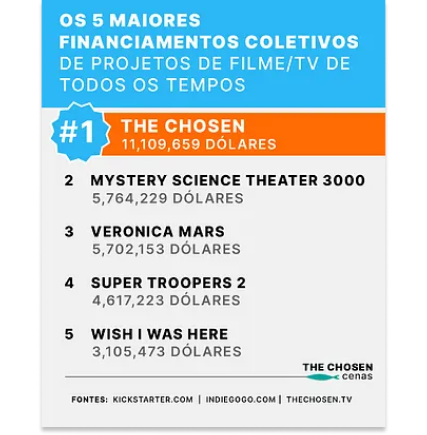 OS 5 MAIORES
FINANCIAMENTOS COLETIVOS
DE PROJETOS DE FILME/TV DE
TODOS OS TEMPOS
#1 THE CHOSEN
11,109,659 DÓLARES
2 MYSTERY SCIENCE THEATER 3000
5,764,229 DÓLARES
3 VERONICA MARS
5,702,153 DÓLARES
4 SUPER TROOPERS 2
4,617,223 DÓLARES
5 WISH I WAS HERE
3,105,473 DÓLARES
THE CHOSEN
cenas
FONTES: KICKSTARTER.COM | INDIEGOGO.COM | THECHOSEN.TV